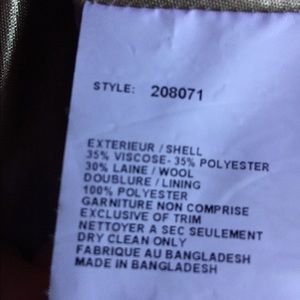 STYLE: 208071
EXTERIEUR / SHELL
35% VISCOSE- 35% POLYESTER
30% LAINE / WOOL
DOUBLURE / LINING
100% POLYESTER
GARNITURE NON COMPRISE
EXCLUSIVE OF TRIM
NETTOYER A SEC SEULEMENT
DRY CLEAN ONLY
FABRIQUE AU BANGLADESH
MADE IN BANGLADESH